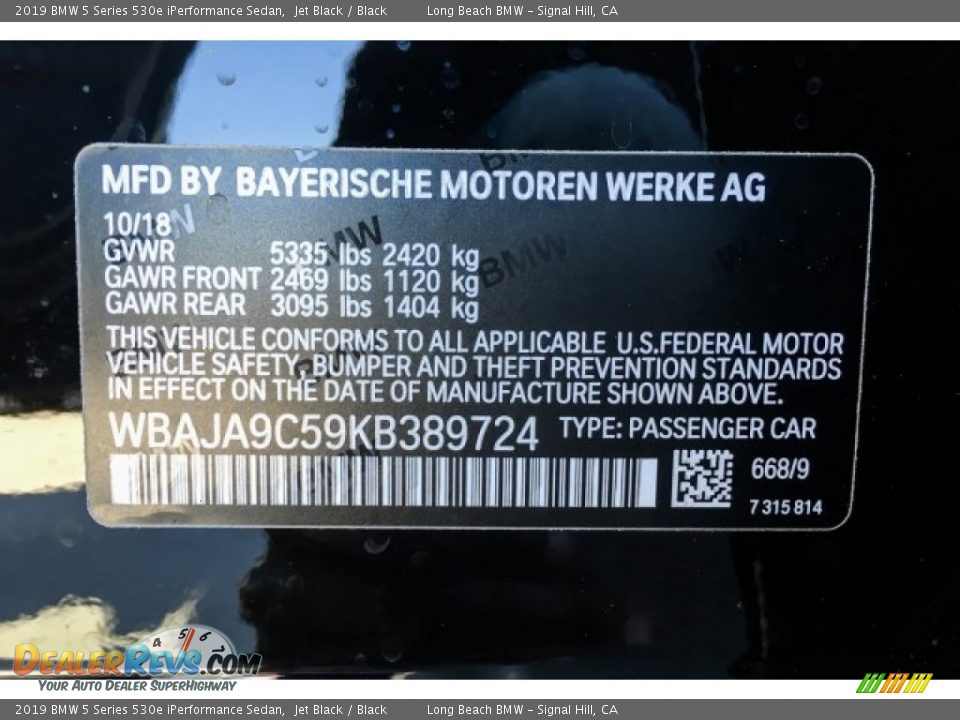 2019 BMW 5 Series 530e iPerformance Sedan, Jet Black / Black Long Beach BMW - Signal Hill, CA
MFD BY BAYERISCHE MOTOREN WERKE AG
10/18
GVWR 5335 lbs 2420 kg
GAWR FRONT 2469 lbs 1120 kg
GAWR REAR 3095 lbs 1404 kg
THIS VEHICLE CONFORMS TO ALL APPLICABLE U.S.FEDERAL MOTOR
VEHICLE SAFETY, BUMPER AND THEFT PREVENTION STANDARDS
IN EFFECT ON THE DATE OF MANUFACTURE SHOWN ABOVE.
WBAJA9C59KB389724 TYPE: PASSENGER CAR
668/9
7 315 814
4 5 6
DealerRevs.com
Your Auto Dealer SuperHighway
2019 BMW 5 Series 530e iPerformance Sedan, Jet Black / Black Long Beach BMW - Signal Hill, CA